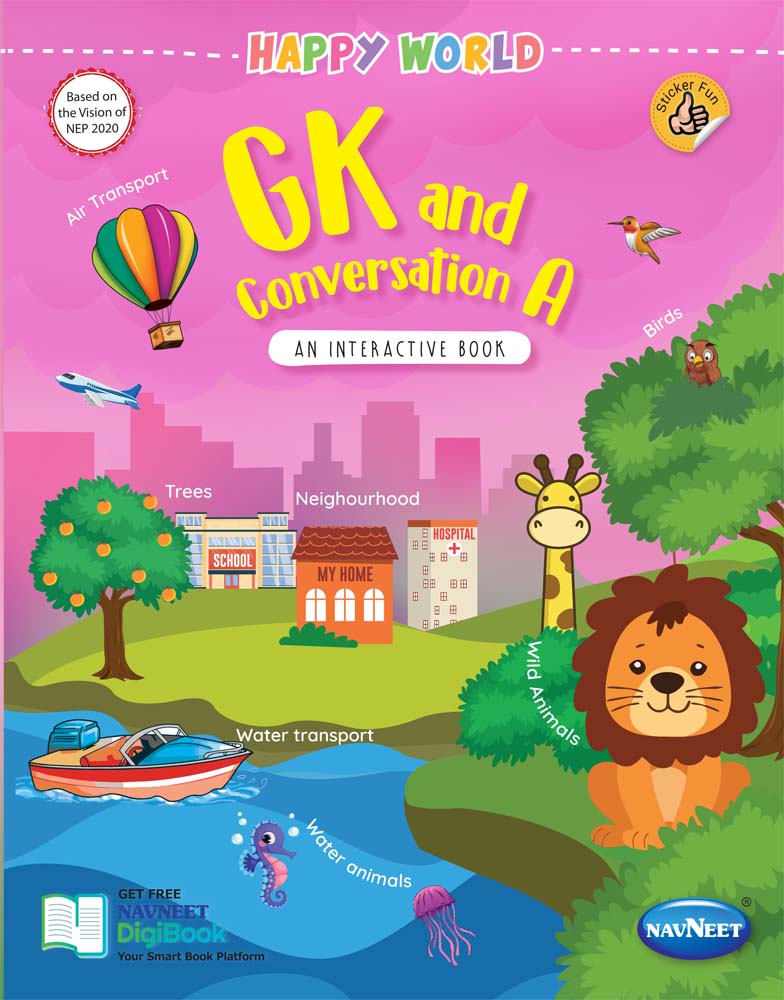 HAPPY WORLD
Based on
the Vision of
NEP 2020
Sticker Fun
GK and
Conversation A
AN INTERACTIVE BOOK
Air Transport
Birds
Trees
Neighourhood
SCHOOL
MY HOME
HOSPITAL
Wild Animals
Water transport
Water animals
GET FREE
NAVNEET
DigiBook
Your Smart Book Platform
NAVNEET
®